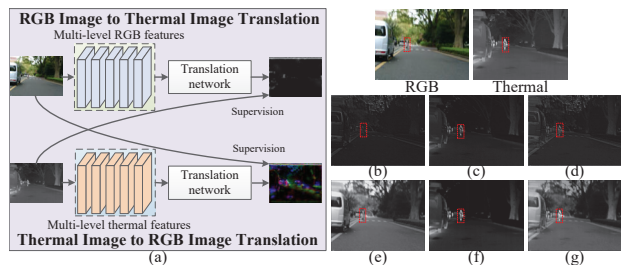 RGB Image to Thermal Image Translation
Multi-level RGB features
Translation
network
Supervision
Supervision
Translation
network
Multi-level thermal features
Thermal Image to RGB Image Translation
(a)
RGB
Thermal
(b)
(c)
(d)
(e)
(f)
(g)